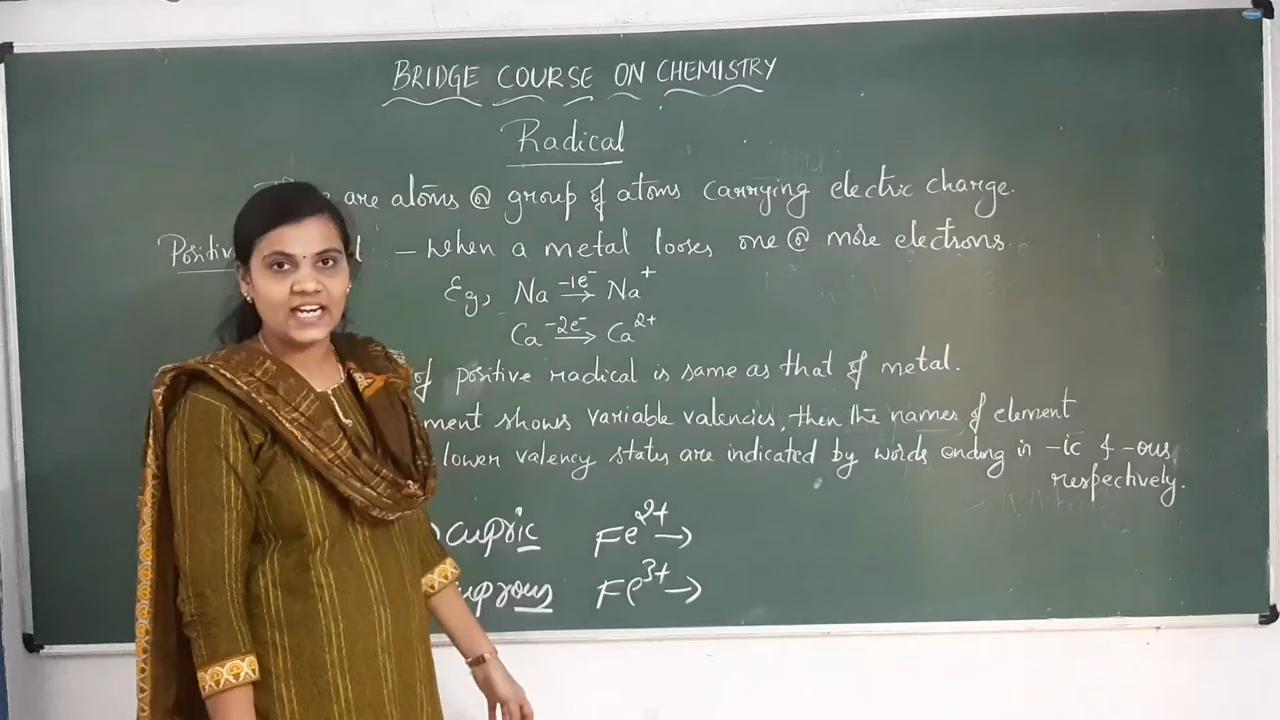 BRIDGE COURSE ON CHEMISTRY
Radical
are atoms @ group of atoms carrying electric charge.
Positiv – when a metal looses one @ more electrons.
Eg, Na -1e⁻→ Na⁺
Ca -2e⁻→ Ca²⁺
of positive radical is same as that of metal.
ment shows variable valencies, then the names of element
lower valency states are indicated by words ending in -ic & -ous
respectively.
cupric Fe²⁺ →
uprous Fe³⁺ →